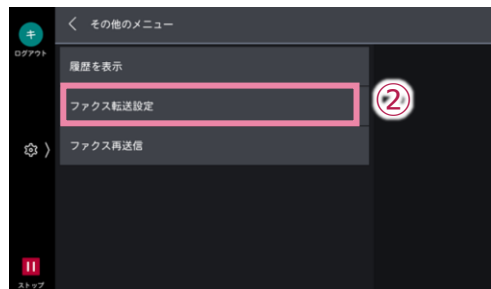 キ
ログアウト
く その他のメニュー
履歴を表示
ファクス転送設定
②
ファクス再送信
ストップ